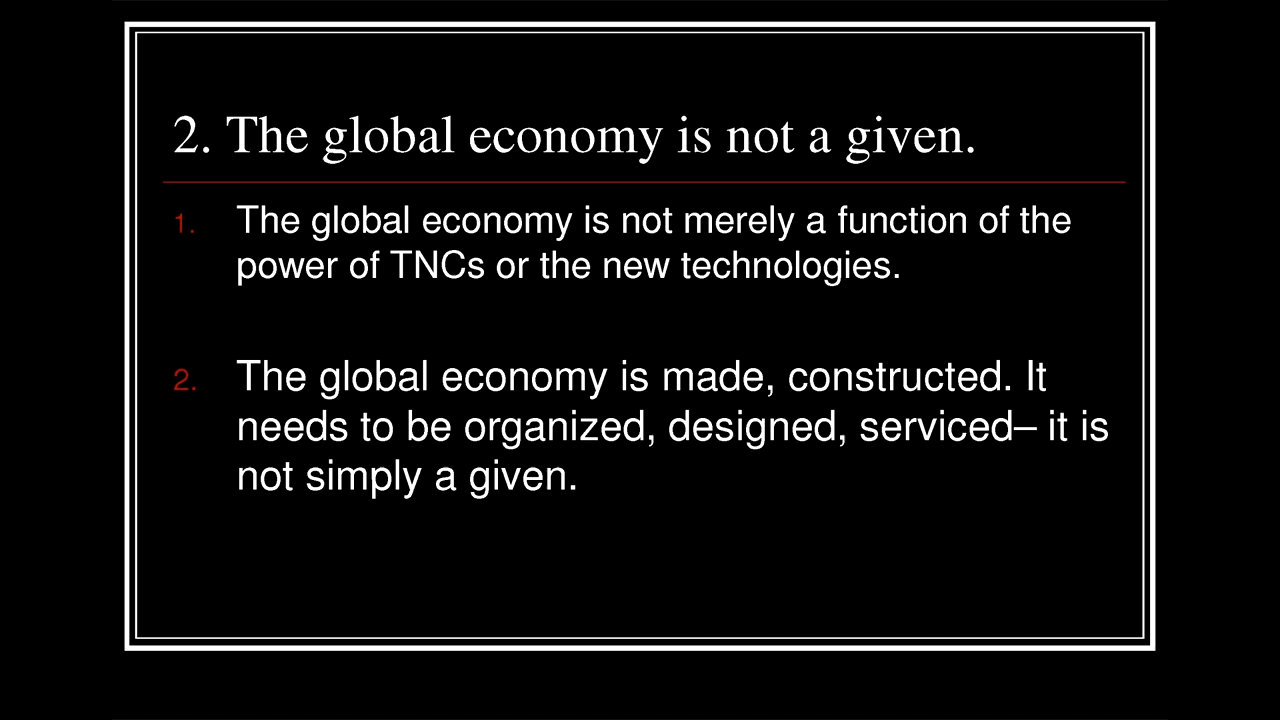 2. The global economy is not a given.
1. The global economy is not merely a function of the
power of TNCs or the new technologies.
2. The global economy is made, constructed. It
needs to be organized, designed, serviced– it is
not simply a given.